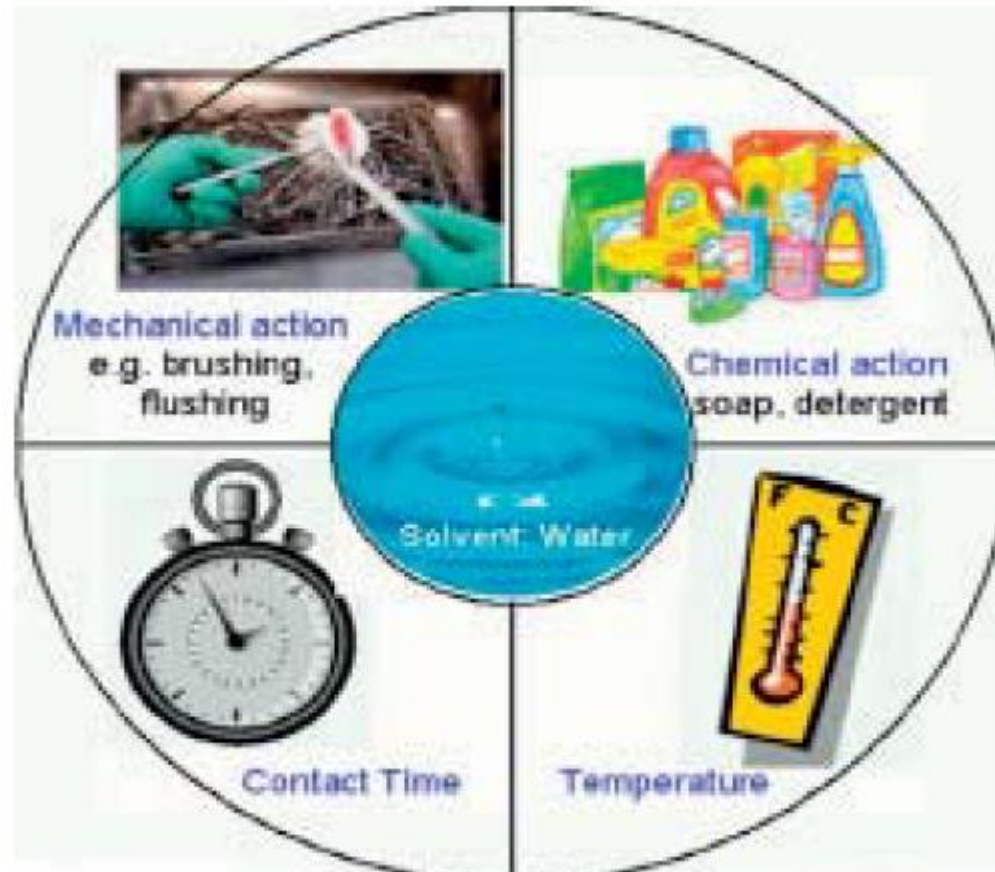 Mechanical action
e.g. brushing,
flushing
Chemical action
soap, detergent
Solvent: Water
F C
Contact Time
Temperature